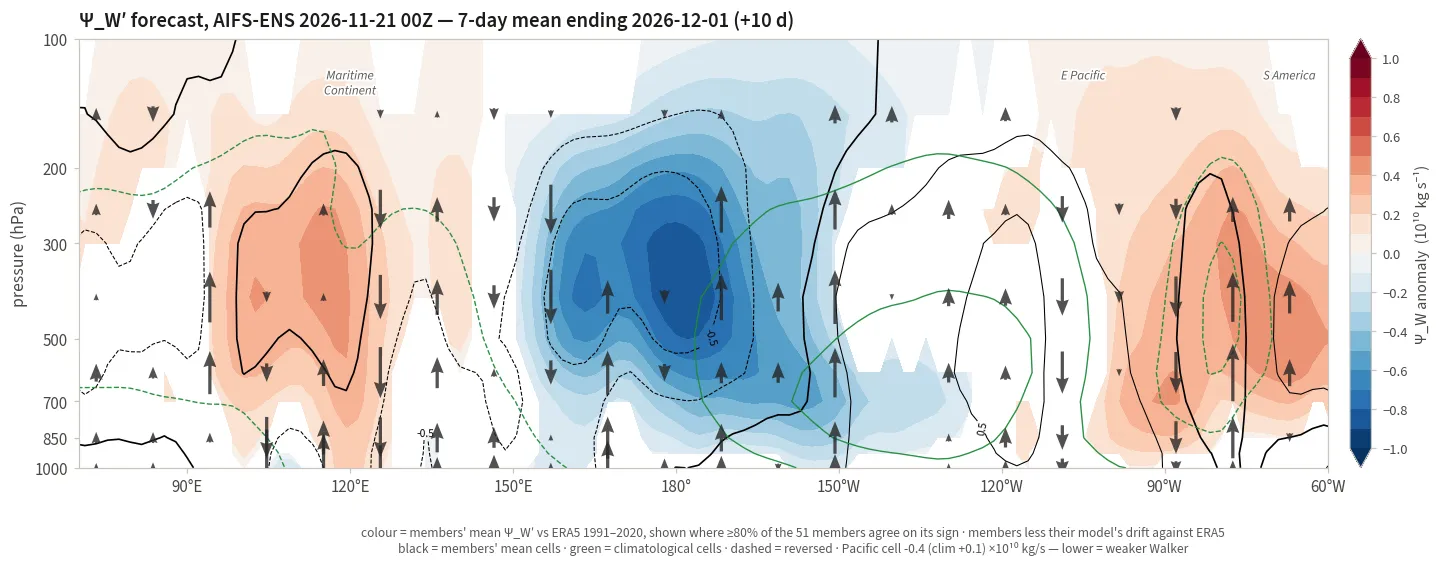 Ψ_W′ forecast, AIFS-ENS 2026-11-21 00Z — 7-day mean ending 2026-12-01 (+10 d)
100
200
300
400
500
700
850
1000
pressure (hPa)
Maritime
Continent
E Pacific
S America
-0.5
-0.5
0.5
90°E
120°E
150°E
180°
150°W
120°W
90°W
60°W
1.0
0.8
0.6
0.4
0.2
0.0
−0.2
−0.4
−0.6
−0.8
−1.0
Ψ_W anomaly (10¹⁰ kg s⁻¹)
colour = members' mean Ψ_W′ vs ERA5 1991–2020, shown where ≥80% of the 51 members agree on its sign · members less their model's drift against ERA5
black = members' mean cells · green = climatological cells · dashed = reversed · Pacific cell -0.4 (clim +0.1) ×10¹⁰ kg/s — lower = weaker Walker